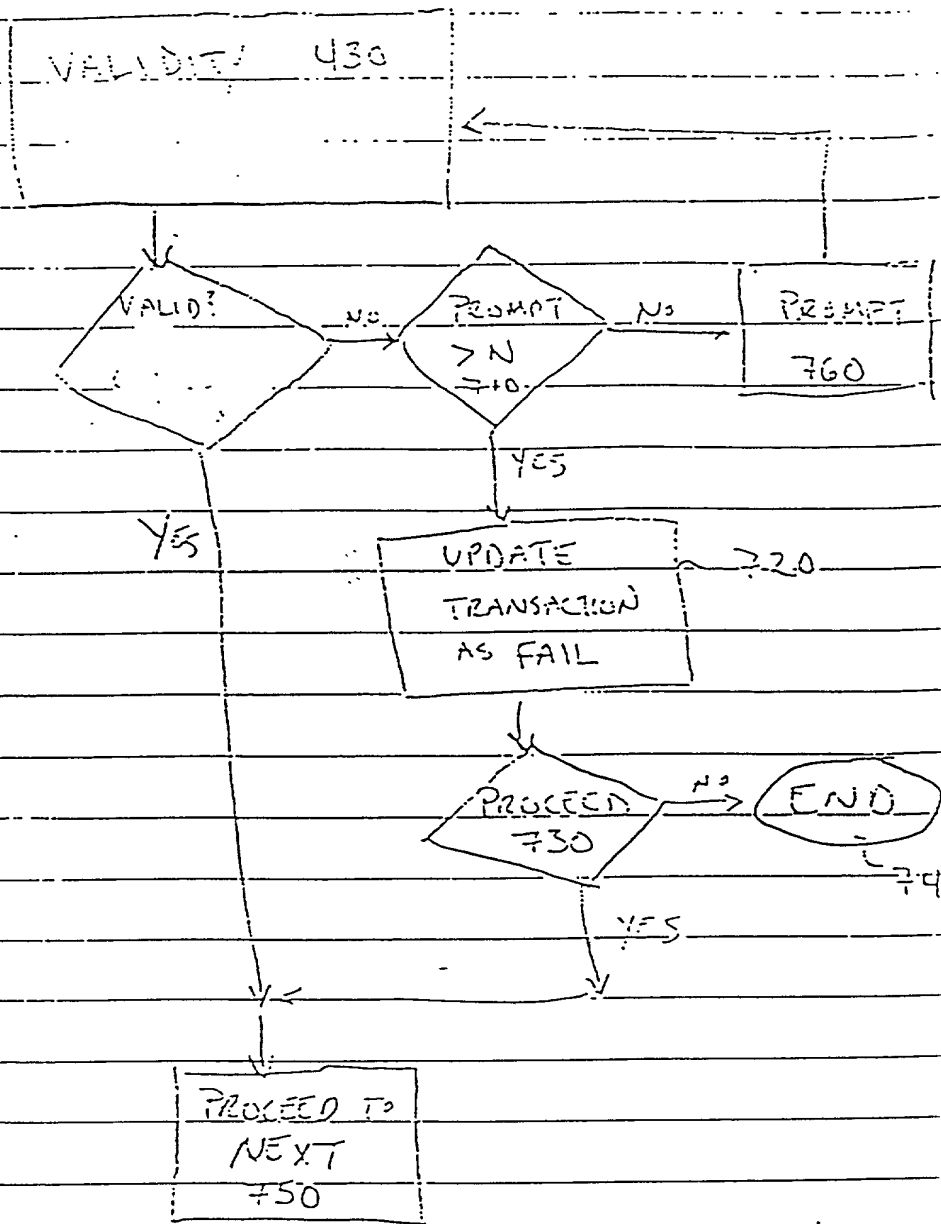 VALIDITY 430
VALID?
NO
PROMPT
> N
710
NO
PROMPT
760
YES
YES
UPDATE
TRANSACTION
AS FAIL
720
PROCEED
730
NO
END
74
YES
PROCEED TO
NEXT
750